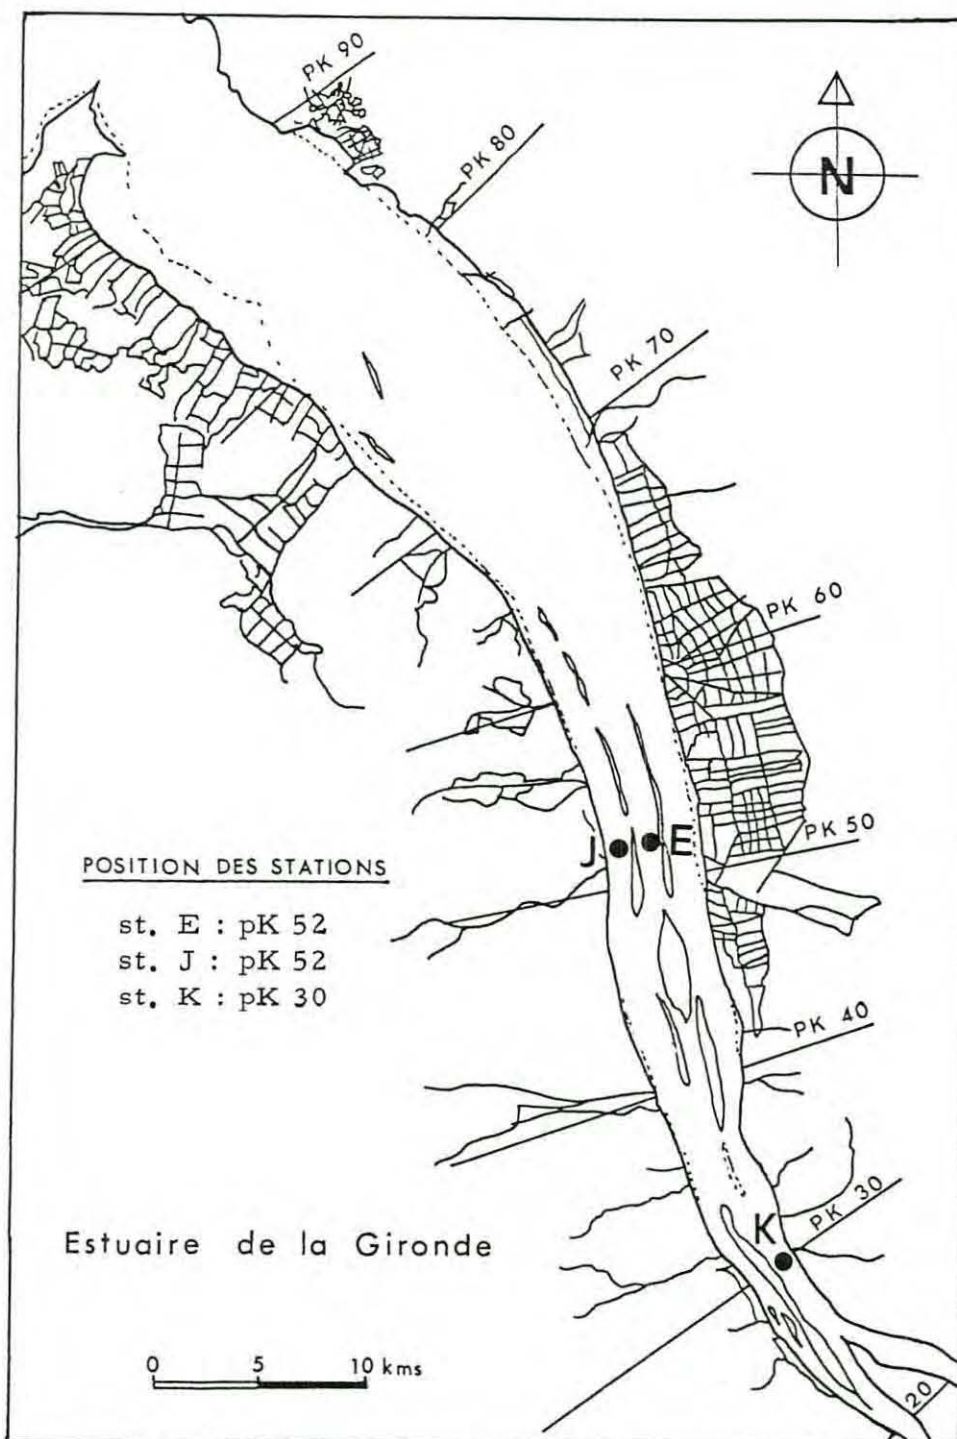 PK 90
PK 80
N
PK 70
PK 60
J
E
PK 50
POSITION DES STATIONS
st. E : pK 52
st. J : pK 52
st. K : pK 30
PK 40
K
PK 30
Estuaire de la Gironde
0 5 10 kms
20